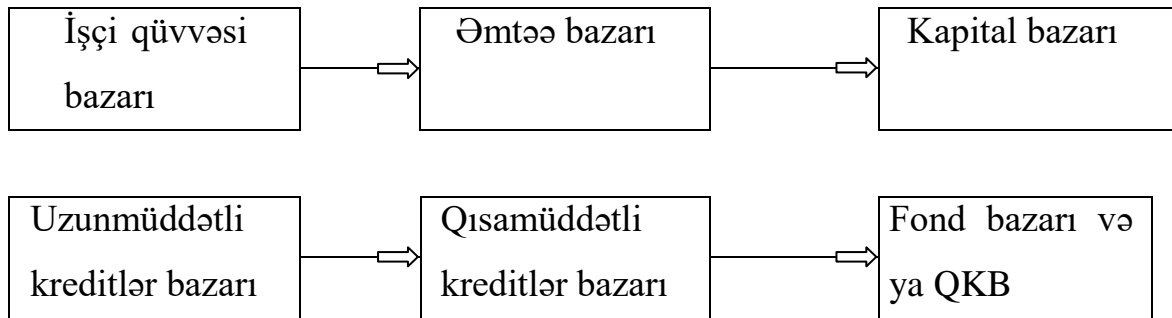 İşçi qüvvəsi
bazarı
Əmtəə bazarı
Kapital bazarı
Uzunmüddətli
kreditlər bazarı
Qısamüddətli
kreditlər bazarı
Fond bazarı və
ya QKB